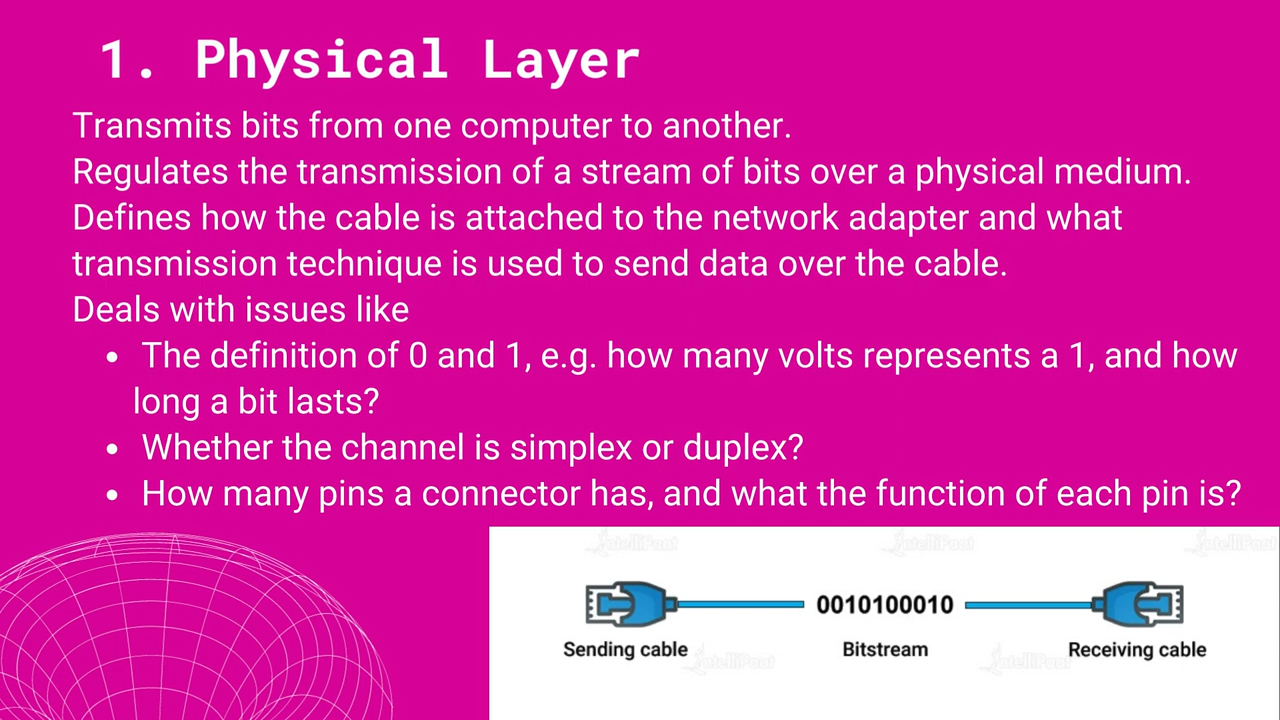 1. Physical Layer
Transmits bits from one computer to another.
Regulates the transmission of a stream of bits over a physical medium.
Defines how the cable is attached to the network adapter and what
transmission technique is used to send data over the cable.
Deals with issues like
• The definition of 0 and 1, e.g. how many volts represents a 1, and how
long a bit lasts?
• Whether the channel is simplex or duplex?
• How many pins a connector has, and what the function of each pin is?
0010100010
Sending cable
Bitstream
Receiving cable